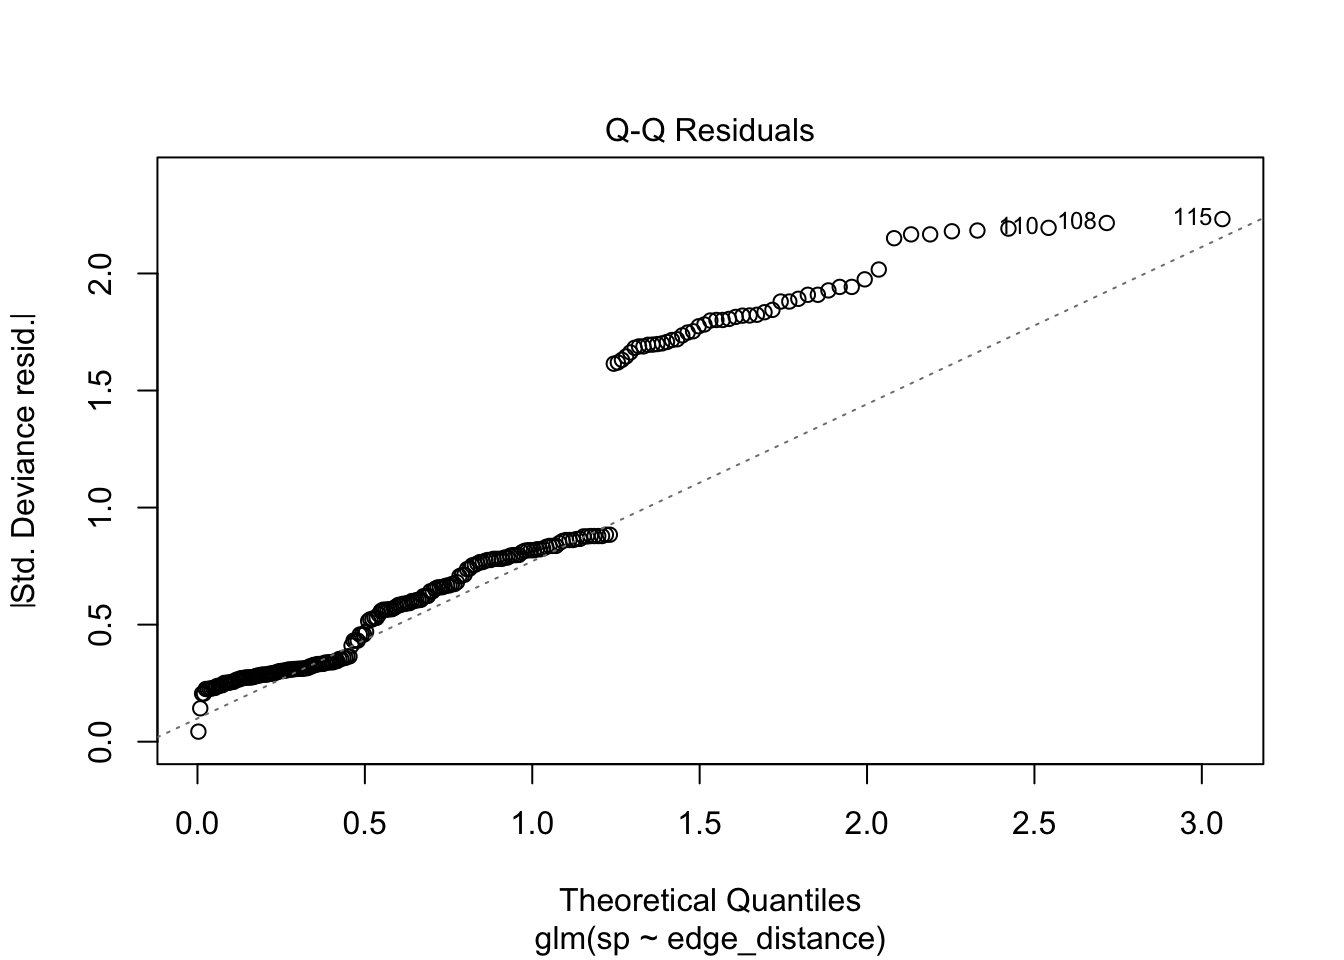 Q-Q Residuals
|Std. Deviance resid.|
2.0
1.5
1.0
0.5
0.0
110
108
115
0.0 0.5 1.0 1.5 2.0 2.5 3.0
Theoretical Quantiles
glm(sp ~ edge_distance)